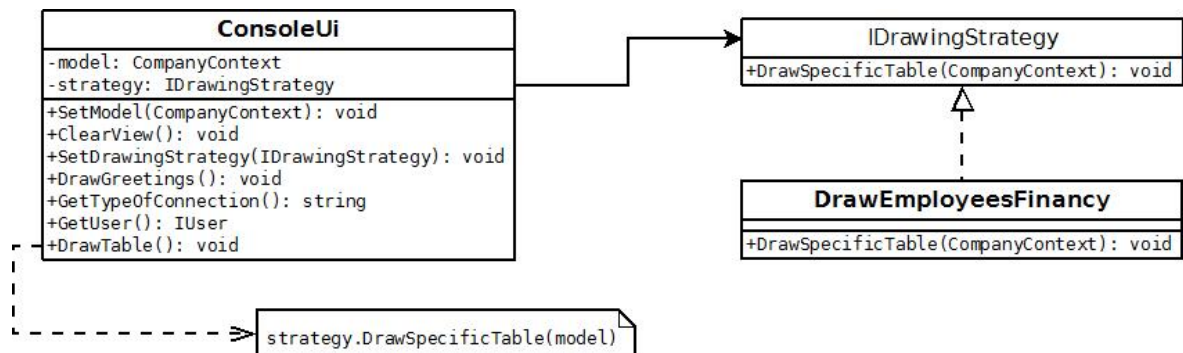 ConsoleUi
-model: CompanyContext
-strategy: IDrawingStrategy
+SetModel(CompanyContext): void
+ClearView(): void
+SetDrawingStrategy(IDrawingStrategy): void
+DrawGreetings(): void
+GetTypeOfConnection(): string
+GetUser(): IUser
+DrawTable(): void
IDrawingStrategy
+DrawSpecificTable(CompanyContext): void
DrawEmployeesFinancy
+DrawSpecificTable(CompanyContext): void
strategy.DrawSpecificTable(model)